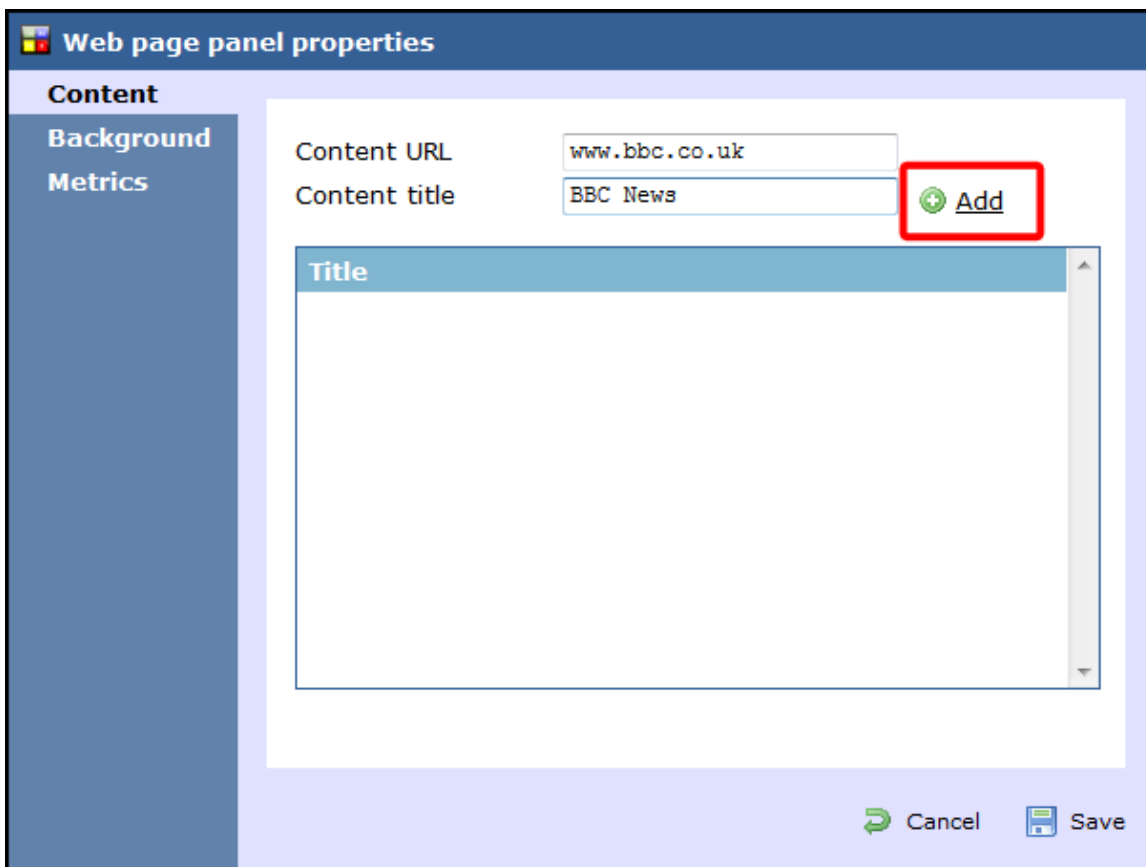 Web page panel properties
Content
Background
Metrics
Content URL www.bbc.co.uk
Content title BBC News Add
Title
Cancel Save